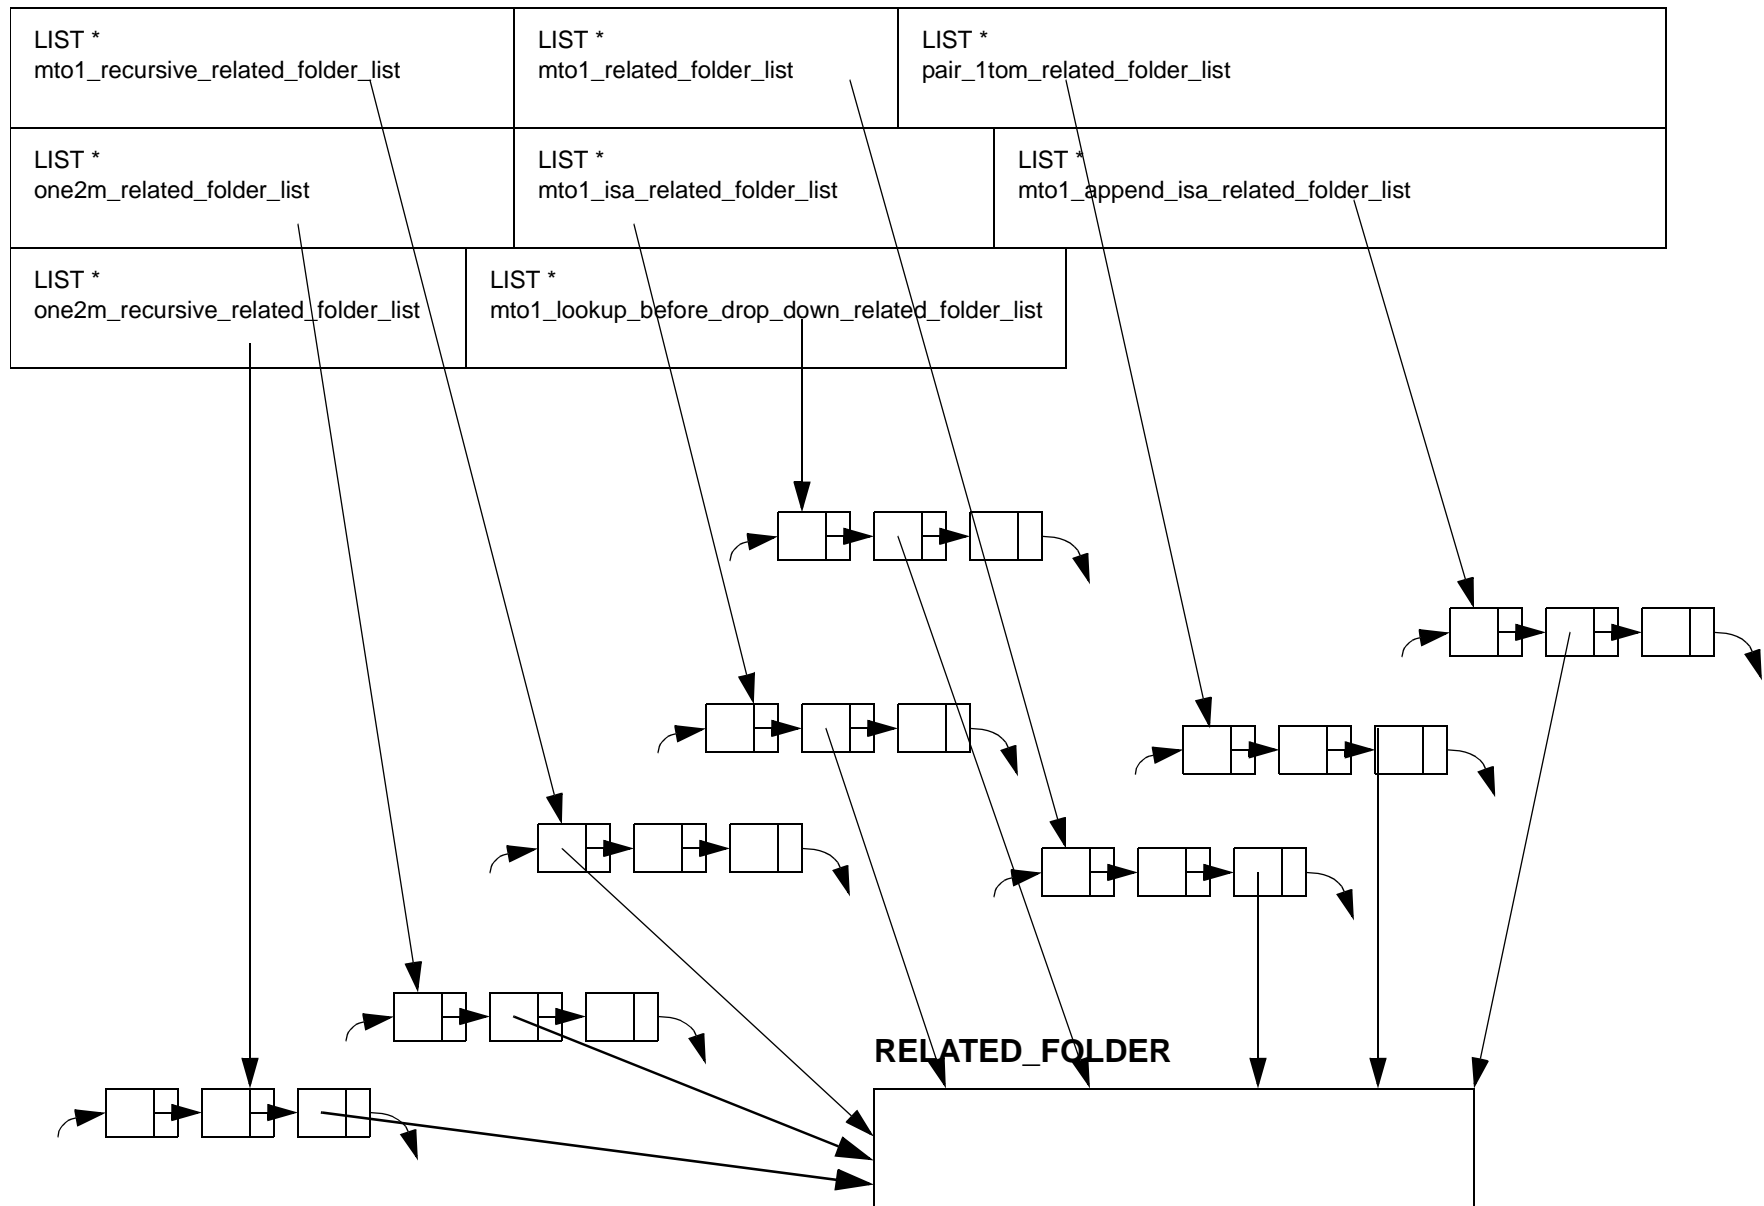 LIST *
mto1_recursive_related_folder_list
LIST *
mto1_related_folder_list
LIST *
pair_1tom_related_folder_list
LIST *
one2m_related_folder_list
LIST *
mto1_isa_related_folder_list
LIST *
mto1_append_isa_related_folder_list
LIST *
one2m_recursive_related_folder_list
LIST *
mto1_lookup_before_drop_down_related_folder_list
RELATED_FOLDER